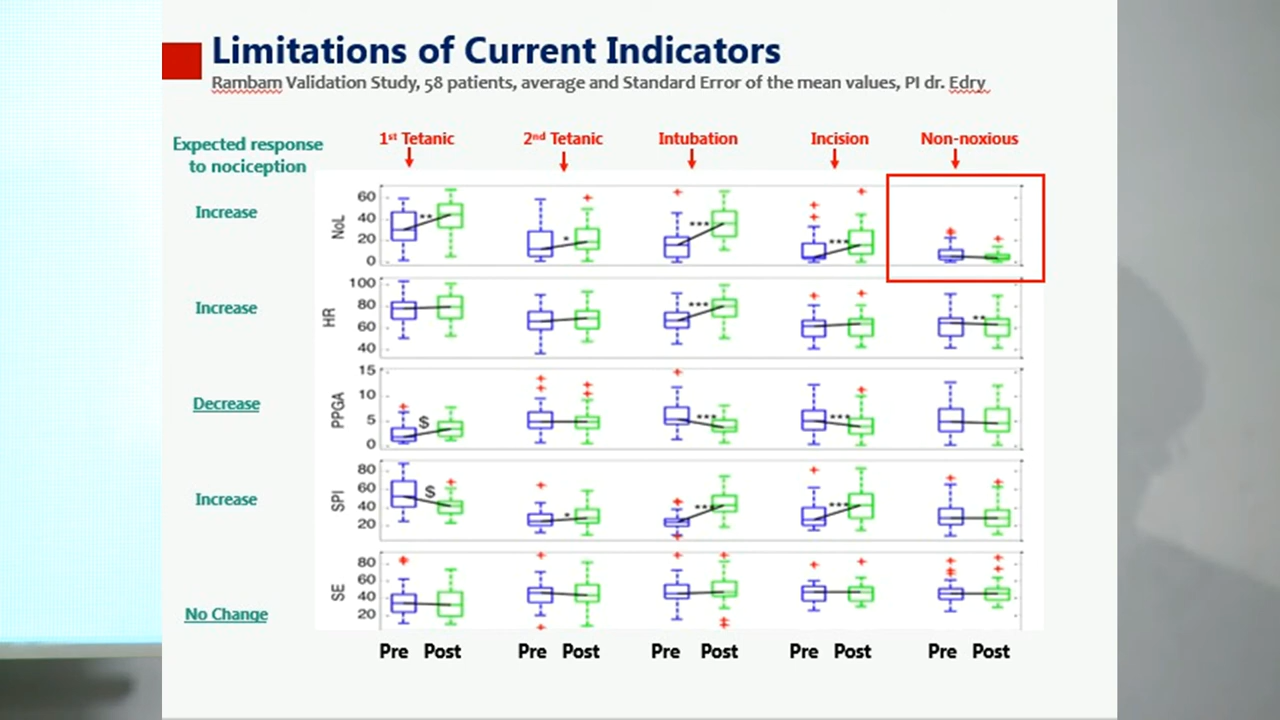 Limitations of Current Indicators
Rambam Validation Study, 58 patients, average and Standard Error of the mean values, PI dr. Edry
Expected response
to nociception
1st Tetanic
2nd Tetanic
Intubation
Incision
Non-noxious
Increase
NoL
60
40
20
0
** * *** ***
Increase
HR
100
80
60
40
*** **
Decrease
PPGA
15
10
5
0
$ *** ***
Increase
SPI
80
60
40
20
$ * *** ***
No Change
SE
80
60
40
20
Pre Post Pre Post Pre Post Pre Post Pre Post